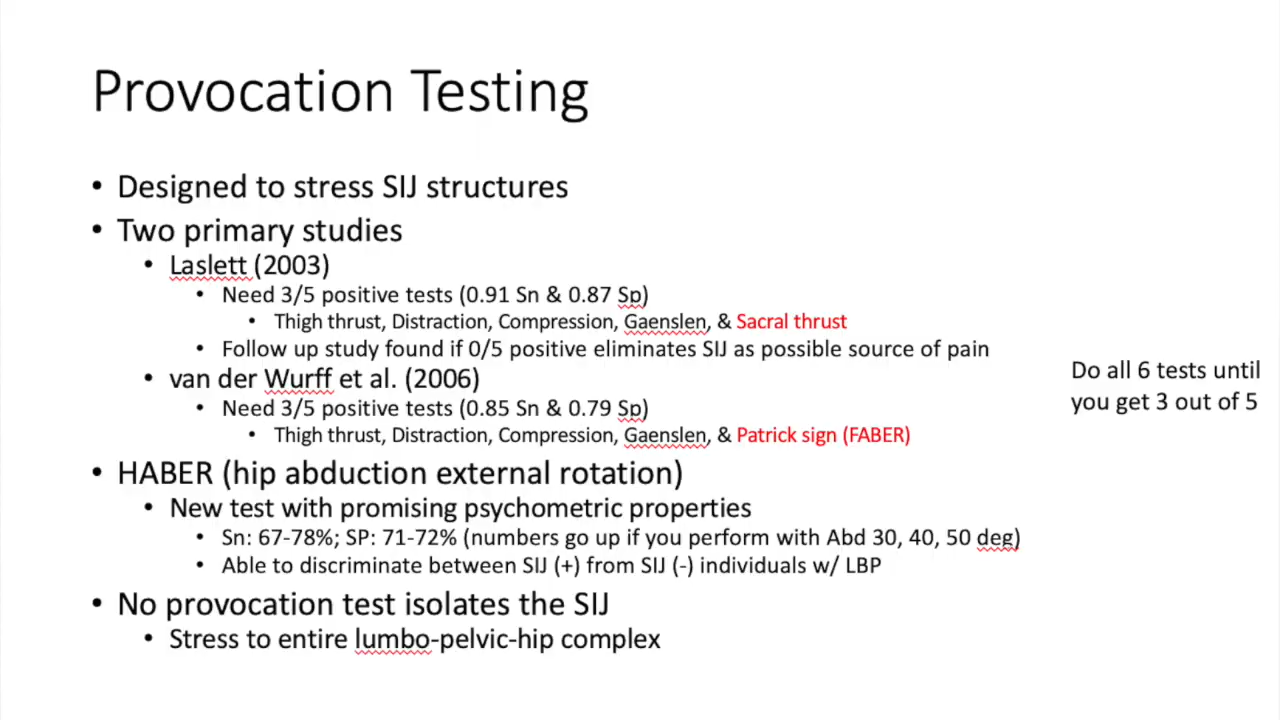 Provocation Testing
• Designed to stress SIJ structures
• Two primary studies
• Laslett (2003)
• Need 3/5 positive tests (0.91 Sn & 0.87 Sp)
• Thigh thrust, Distraction, Compression, Gaenslen, & Sacral thrust
• Follow up study found if 0/5 positive eliminates SIJ as possible source of pain
• van der Wurff et al. (2006)
• Need 3/5 positive tests (0.85 Sn & 0.79 Sp)
• Thigh thrust, Distraction, Compression, Gaenslen, & Patrick sign (FABER)
Do all 6 tests until
you get 3 out of 5
• HABER (hip abduction external rotation)
• New test with promising psychometric properties
• Sn: 67-78%; SP: 71-72% (numbers go up if you perform with Abd 30, 40, 50 deg)
• Able to discriminate between SIJ (+) from SIJ (-) individuals w/ LBP
• No provocation test isolates the SIJ
• Stress to entire lumbo-pelvic-hip complex